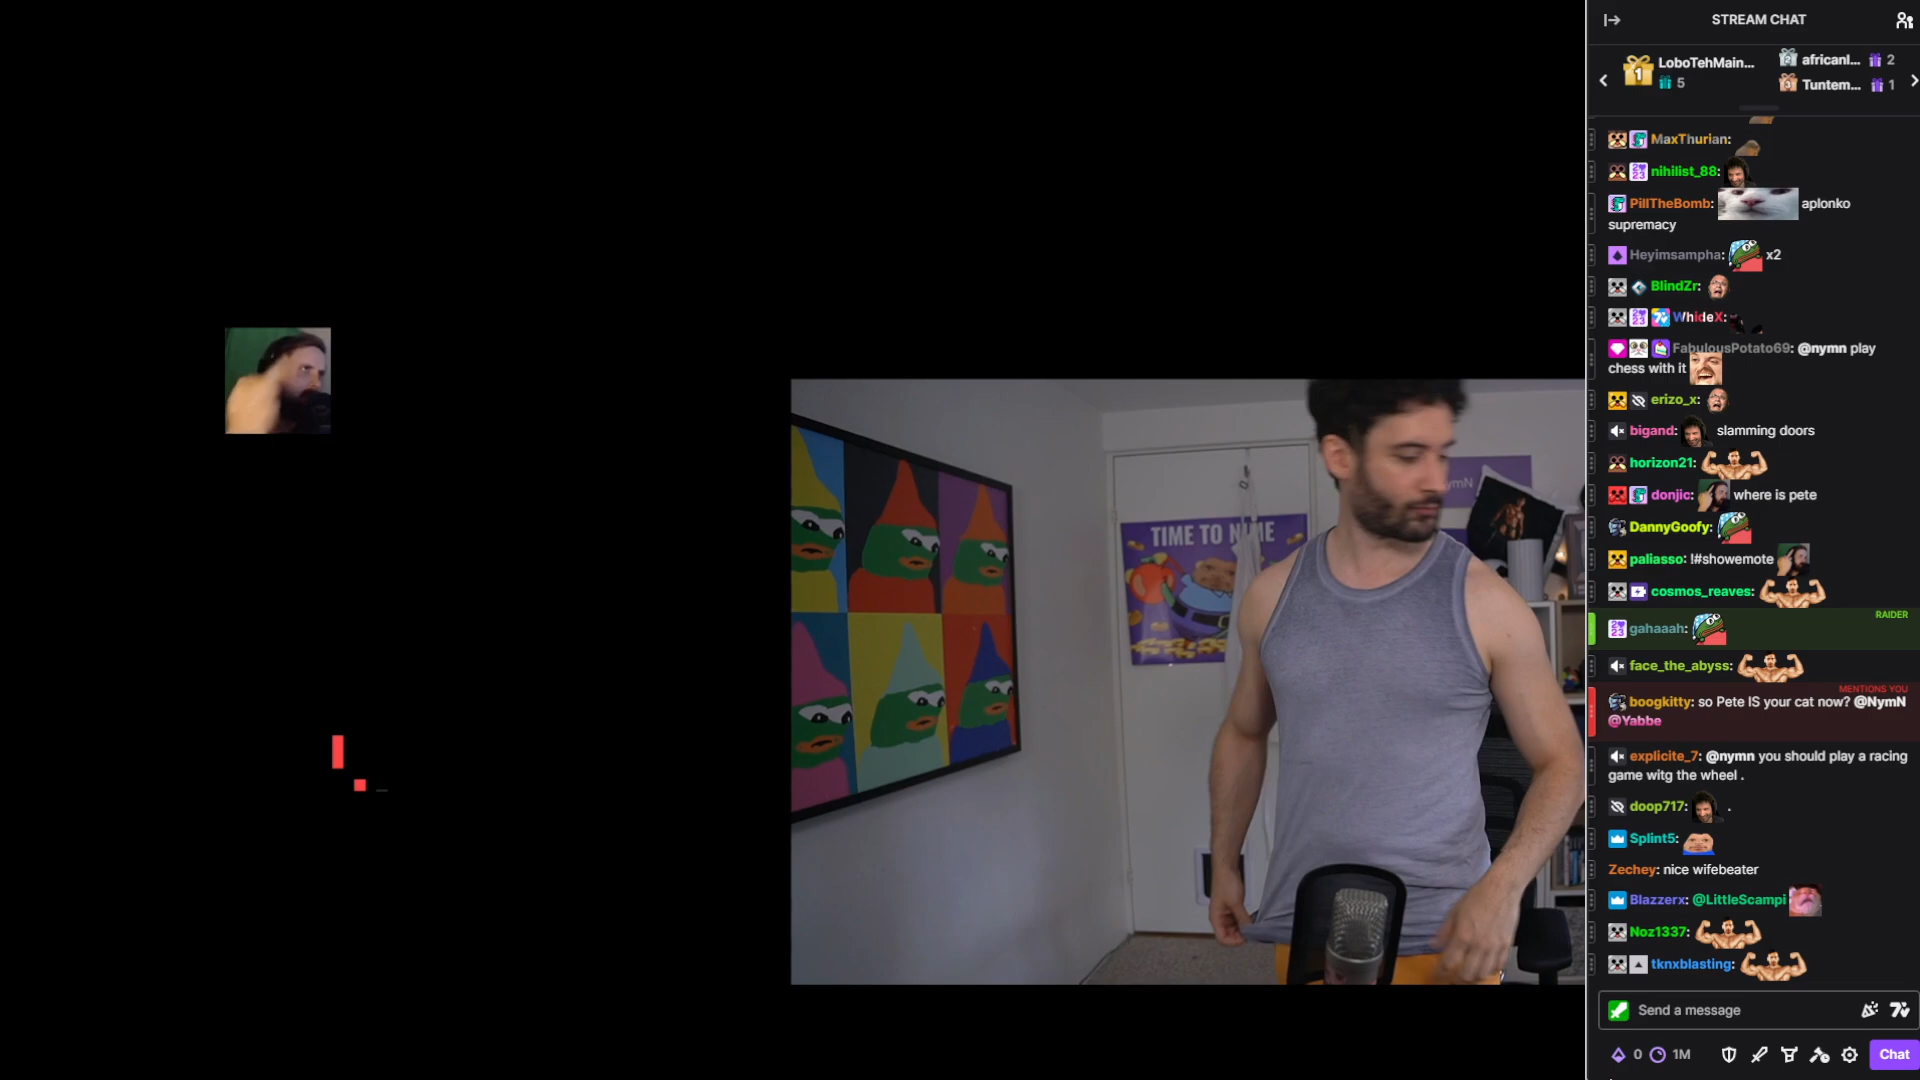 STREAM CHAT
LoboTehMain...
5
africanl... 2
Tuntem... 1
MaxThurian:
nihilist_88:
PillTheBomb: aplonko
supremacy
Heyimsampha: x2
BlindZr:
WhideX:
FabulousPotato69: @nymn play
chess with it
erizo_x:
bigand: slamming doors
horizon21:
donjic: where is pete
DannyGoofy:
paliasso: !#showemote
cosmos_reaves:
RAIDER
gahaaah:
face_the_abyss:
MENTIONS YOU
boogkitty: so Pete IS your cat now? @NymN
@Yabbe
explicite_7: @nymn you should play a racing
game witg the wheel .
doop717: .
Splint5:
Zechey: nice wifebeater
Blazzerx: @LittleScampi
Noz1337:
tknxblasting:
Send a message
0 1M
Chat
TIME TO